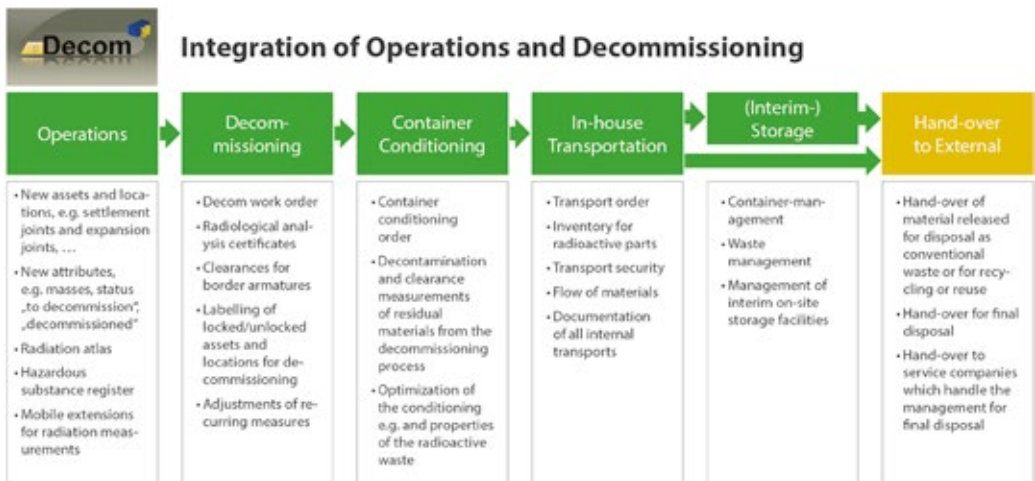 Decom
Integration of Operations and Decommissioning
Operations
• New assets and loca-
tions, e.g. settlement
joints and expansion
joints, …
• New attributes,
e.g. masses, status
„to decommission“,
„decommissioned“
• Radiation atlas
• Hazardous
substance register
• Mobile extensions
for radiation meas-
urements
Decom-
missioning
• Decom work order
• Radiological anal-
ysis certificates
• Clearances for
border armatures
• Labelling of
locked/unlocked
assets and
locations for de-
commissioning
• Adjustments of re-
curring measures
Container
Conditioning
• Container
conditioning
order
• Decontamination
and clearance
measurements
of residual
materials from the
decommissioning
process
• Optimization of
the conditioning
e.g. and properties
of the radioactive
waste
In-house
Transportation
• Transport order
• Inventory for
radioactive parts
• Transport security
• Flow of materials
• Documentation
of all internal
transports
(Interim-)
Storage
• Container-man-
agement
• Waste
management
• Management of
interim on-site
storage facilities
Hand-over
to External
• Hand-over of
material released
for disposal as
conventional
waste or for recy-
cling or reuse
• Hand-over for final
disposal
• Hand-over to
service companies
which handle the
management for
final disposal